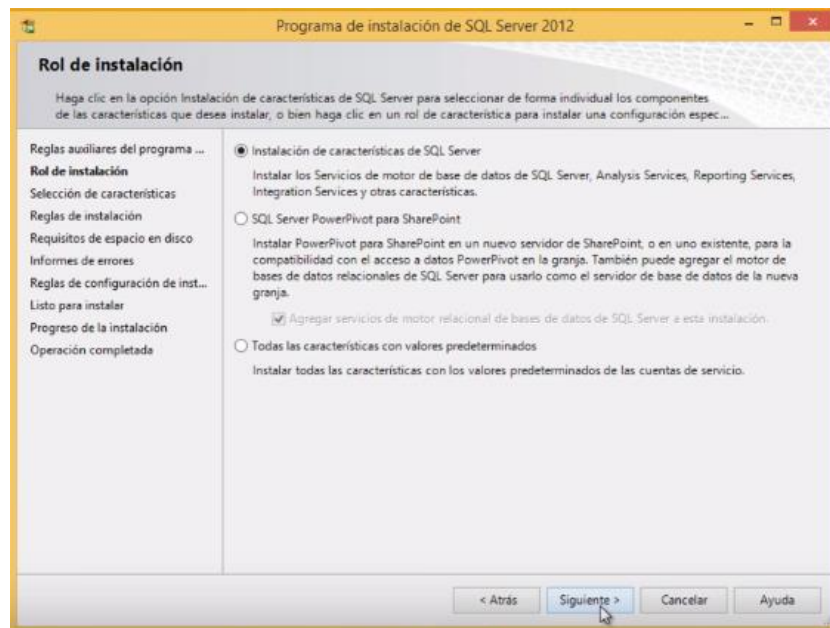 Programa de instalación de SQL Server 2012
Rol de instalación
Haga clic en la opción Instalación de características de SQL Server para seleccionar de forma individual los componentes
de las características que desea instalar, o bien haga clic en un rol de característica para instalar una configuración espec...
Reglas auxiliares del programa ...
Rol de instalación
Selección de características
Reglas de instalación
Requisitos de espacio en disco
Informes de errores
Reglas de configuración de inst...
Listo para instalar
Progreso de la instalación
Operación completada
Instalación de características de SQL Server
Instalar los Servicios de motor de base de datos de SQL Server, Analysis Services, Reporting Services,
Integration Services y otras características.
SQL Server PowerPivot para SharePoint
Instalar PowerPivot para SharePoint en un nuevo servidor de SharePoint, o en uno existente, para la
compatibilidad con el acceso a datos PowerPivot en la granja. También puede agregar el motor de
bases de datos relacionales de SQL Server para usarlo como el servidor de base de datos de la nueva
granja.
Agregar servicios de motor relacional de bases de datos de SQL Server a esta instalación.
Todas las características con valores predeterminados
Instalar todas las características con los valores predeterminados de las cuentas de servicio.
< Atrás
Siguiente >
Cancelar
Ayuda